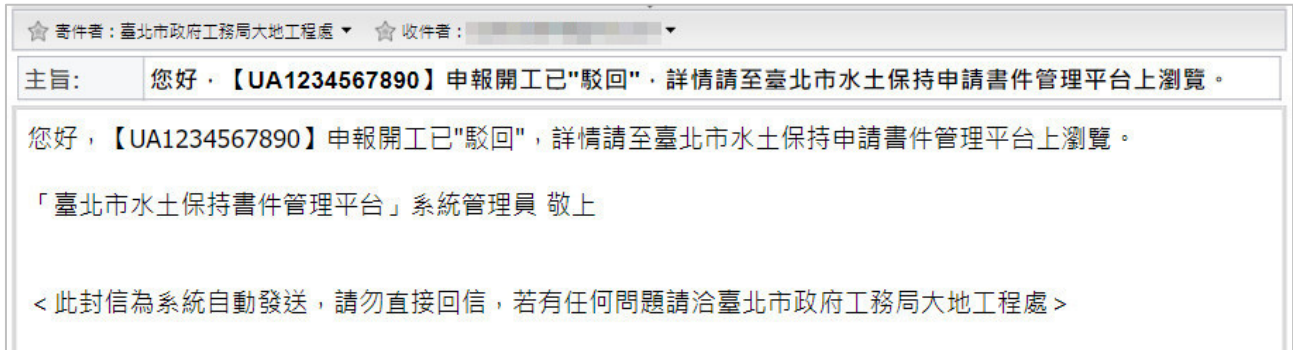 寄件者：臺北市政府工務局大地工程處 收件者：
主旨: 您好，【UA1234567890】申報開工已"駁回"，詳情請至臺北市水土保持申請書件管理平台上瀏覽。
您好，【UA1234567890】申報開工已"駁回"，詳情請至臺北市水土保持申請書件管理平台上瀏覽。
「臺北市水土保持書件管理平台」系統管理員 敬上
<此封信為系統自動發送，請勿直接回信，若有任何問題請洽臺北市政府工務局大地工程處>